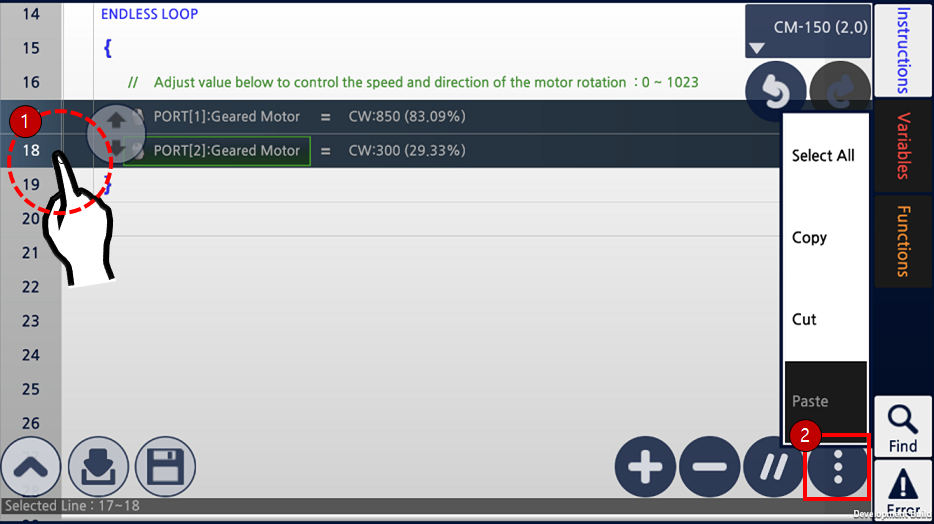 14 ENDLESS LOOP
CM-150 (2.0)
Instructions
15 {
16 // Adjust value below to control the speed and direction of the motor rotation : 0 ~ 1023
1
PORT[1]:Geared Motor = CW:850 (83.09%)
18 PORT[2]:Geared Motor = CW:300 (29.33%)
19 }
20
21
22
23
24
25
26
Variables
Functions
Select All
Copy
Cut
Paste
2
//
Find
Error
Selected Line : 17~18
Development Build